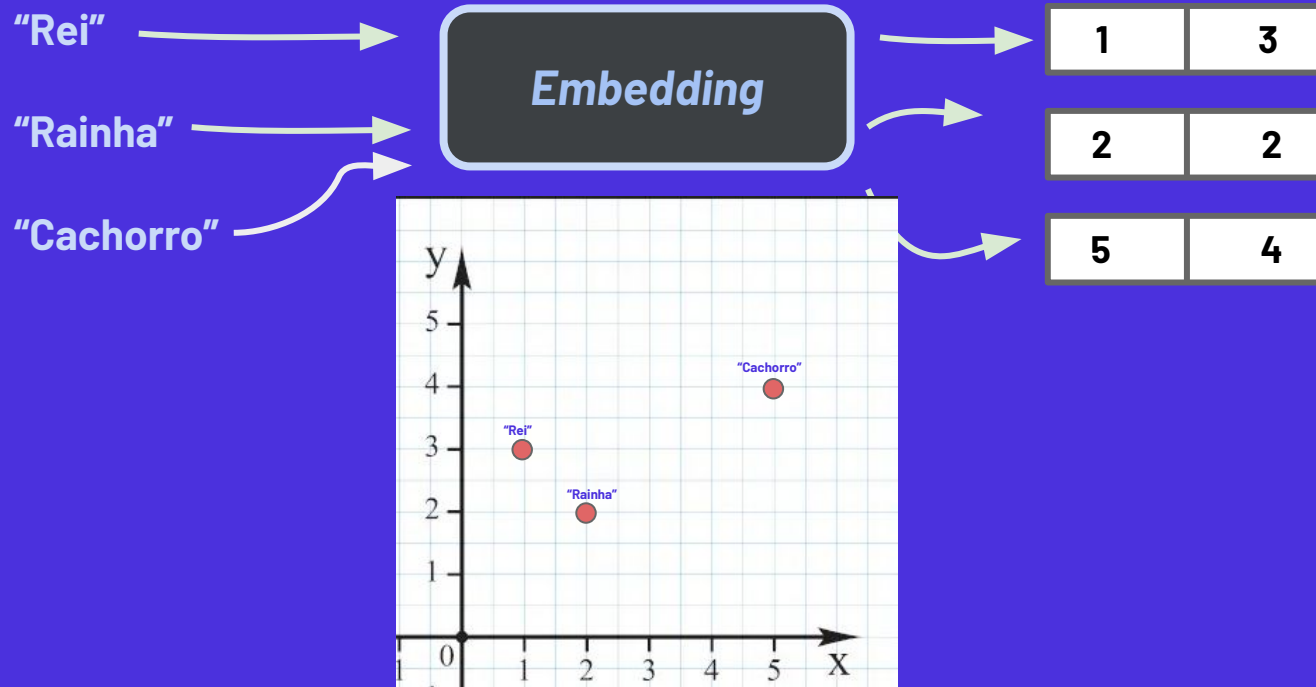 “Rei”
“Rainha”
“Cachorro”
Embedding
1 3
2 2
5 4
y
5
4
3
2
1
“Cachorro”
“Rei”
“Rainha”
1 0 1 2 3 4 5 X